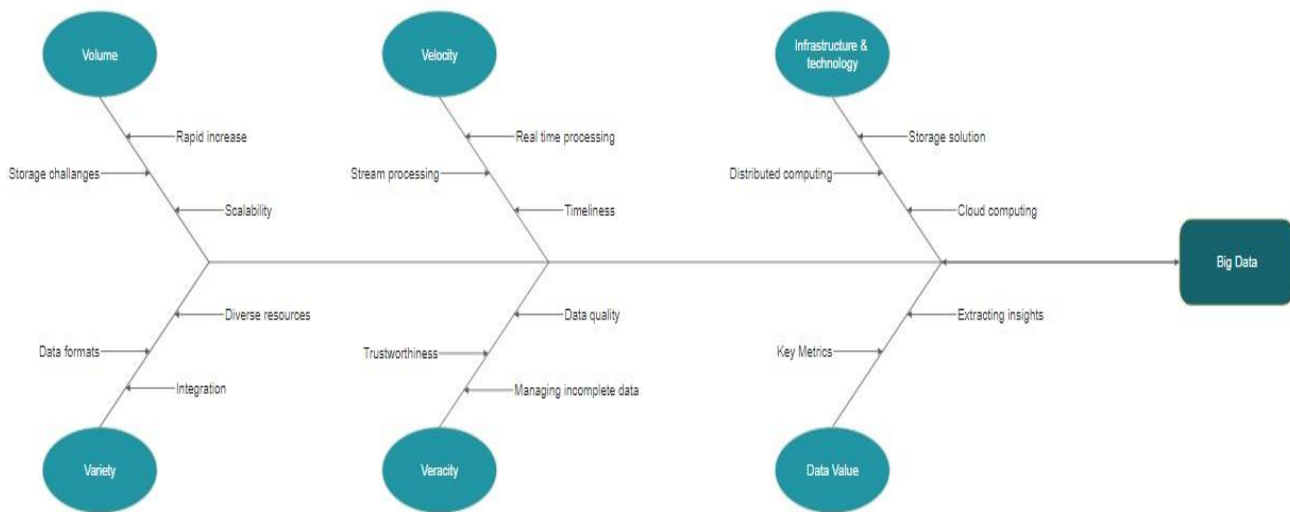 Volume
Velocity
Infrastructure &
technology
Rapid increase
Real time processing
Storage solution
Storage challanges
Stream processing
Distributed computing
Scalability
Timeliness
Cloud computing
Big Data
Diverse resources
Data quality
Extracting insights
Data formats
Trustworthiness
Key Metrics
Integration
Managing incomplete data
Variety
Veracity
Data Value